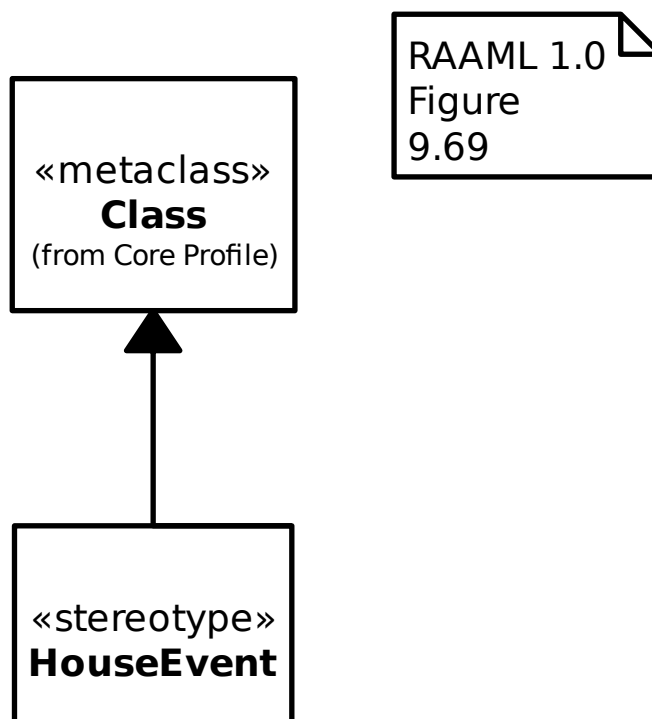 RAAML 1.0
Figure
9.69
«metaclass»
Class
(from Core Profile)
«stereotype»
HouseEvent